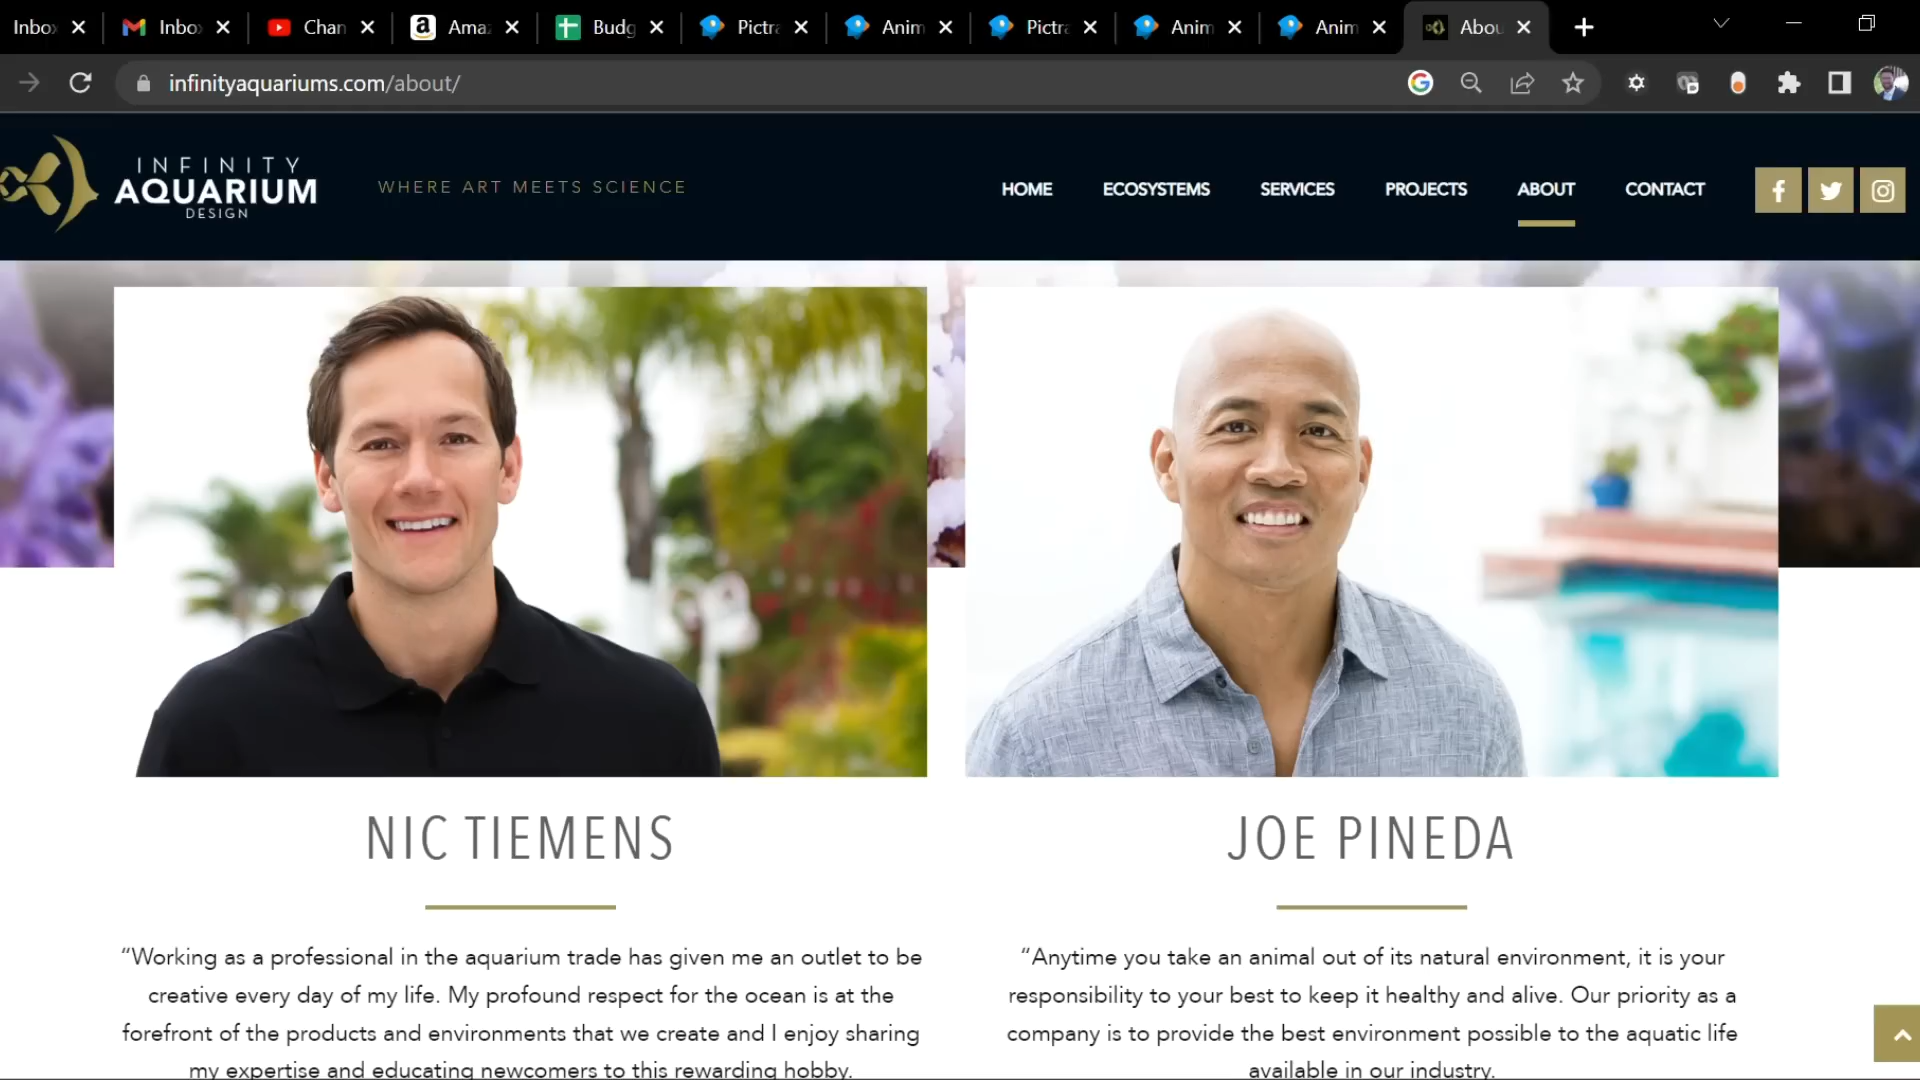 Inbox
Inbo
Chan
Ama
Budg
Pictr
Anim
Pictr
Anim
Anim
Abou
infinityaquariums.com/about/
INFINITY
AQUARIUM
DESIGN
WHERE ART MEETS SCIENCE
HOME
ECOSYSTEMS
SERVICES
PROJECTS
ABOUT
CONTACT
NIC TIEMENS
“Working as a professional in the aquarium trade has given me an outlet to be
creative every day of my life. My profound respect for the ocean is at the
forefront of the products and environments that we create and I enjoy sharing
my expertise and educating newcomers to this rewarding hobby.
JOE PINEDA
“Anytime you take an animal out of its natural environment, it is your
responsibility to your best to keep it healthy and alive. Our priority as a
company is to provide the best environment possible to the aquatic life
available in our industry.